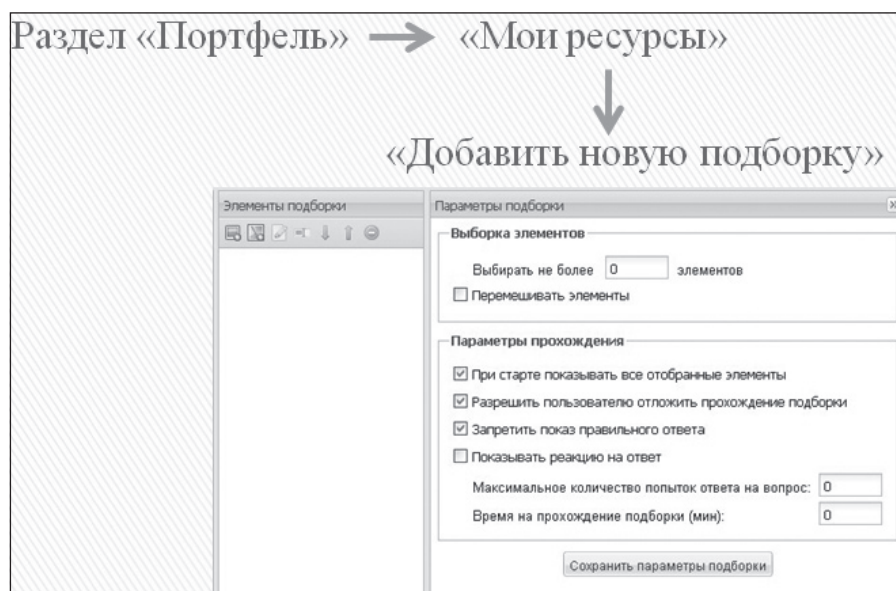 Раздел «Портфель» «Мои ресурсы»
«Добавить новую подборку»
Элементы подборки
Параметры подборки
Выборка элементов
Выбирать не более 0 элементов
Перемешивать элементы
Параметры прохождения
При старте показывать все отобранные элементы
Разрешить пользователю отложить прохождение подборки
Запретить показ правильного ответа
Показывать реакцию на ответ
Максимальное количество попыток ответа на вопрос: 0
Время на прохождение подборки (мин): 0
Сохранить параметры подборки